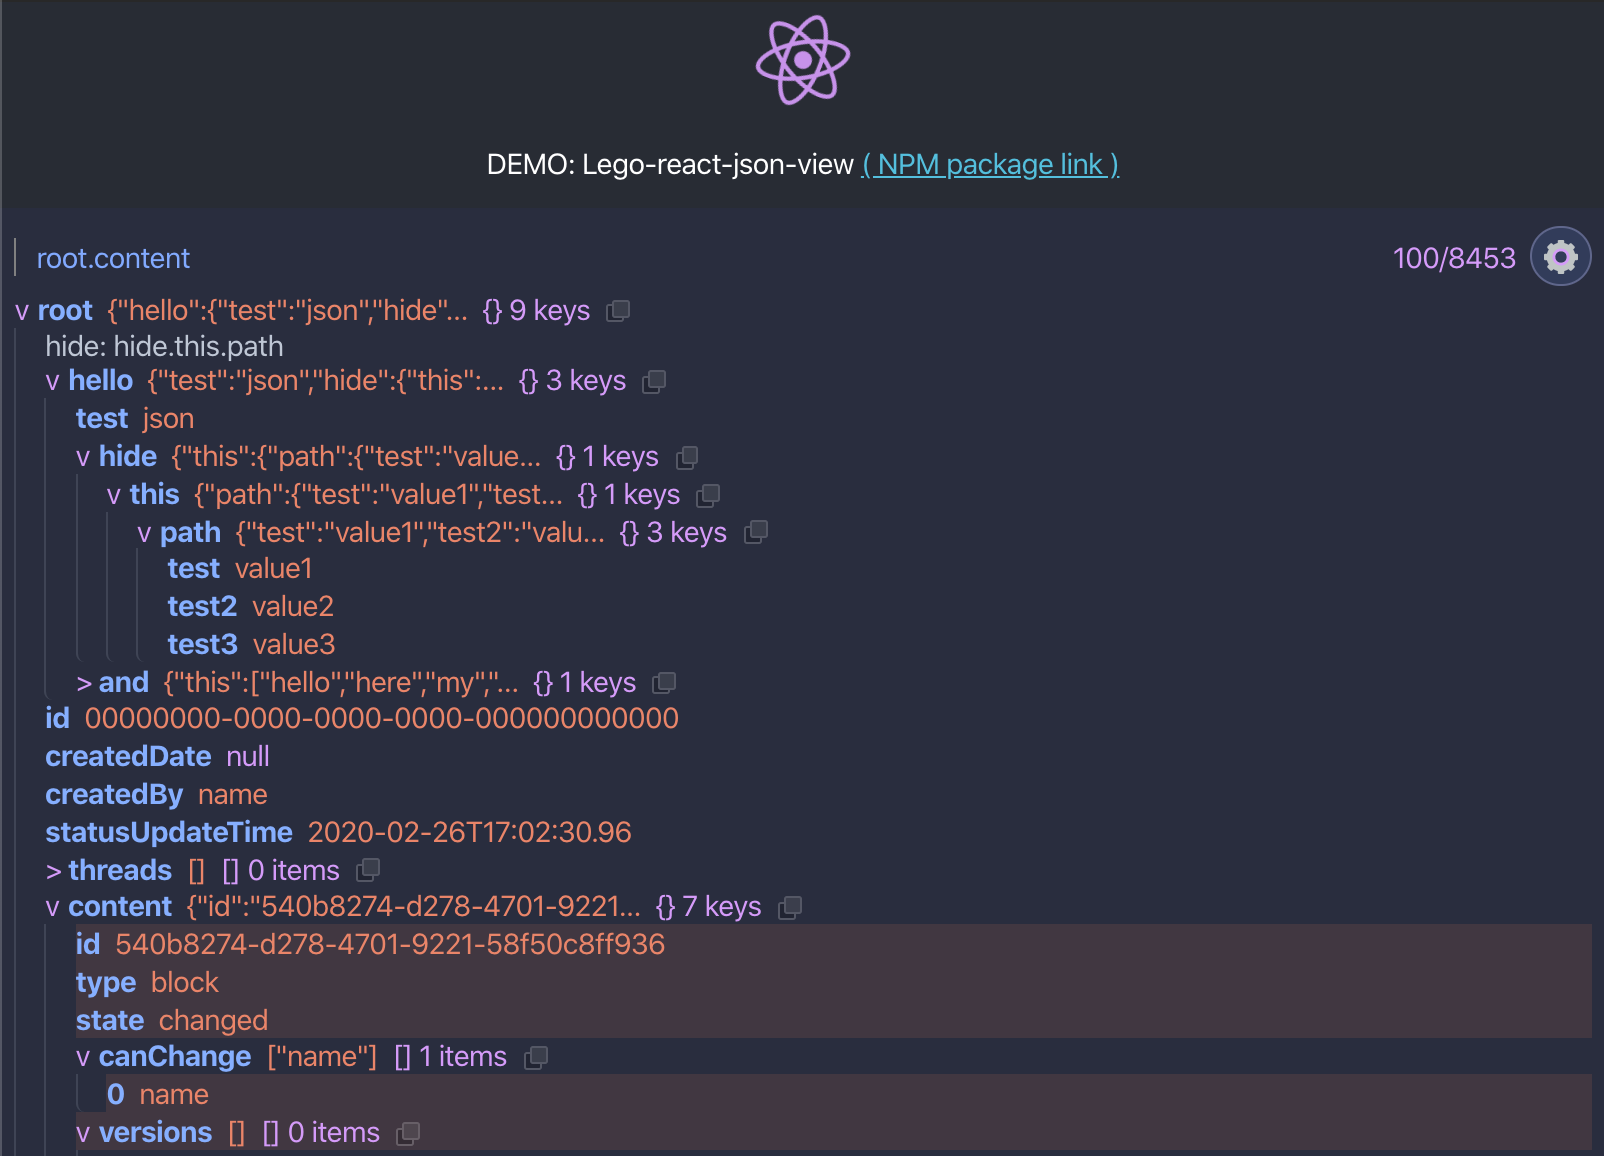 DEMO: Lego-react-json-view ( NPM package link )
root.content 100/8453
v root {"hello":{"test":"json","hide"... {} 9 keys
hide: hide.this.path
v hello {"test":"json","hide":{"this":... {} 3 keys
test json
v hide {"this":{"path":{"test":"value... {} 1 keys
v this {"path":{"test":"value1","test... {} 1 keys
v path {"test":"value1","test2":"valu... {} 3 keys
test value1
test2 value2
test3 value3
> and {"this":["hello","here","my","... {} 1 keys
id 00000000-0000-0000-0000-000000000000
createdDate null
createdBy name
statusUpdateTime 2020-02-26T17:02:30.96
> threads [] [] 0 items
v content {"id":"540b8274-d278-4701-9221... {} 7 keys
id 540b8274-d278-4701-9221-58f50c8ff936
type block
state changed
v canChange ["name"] [] 1 items
0 name
v versions [] [] 0 items